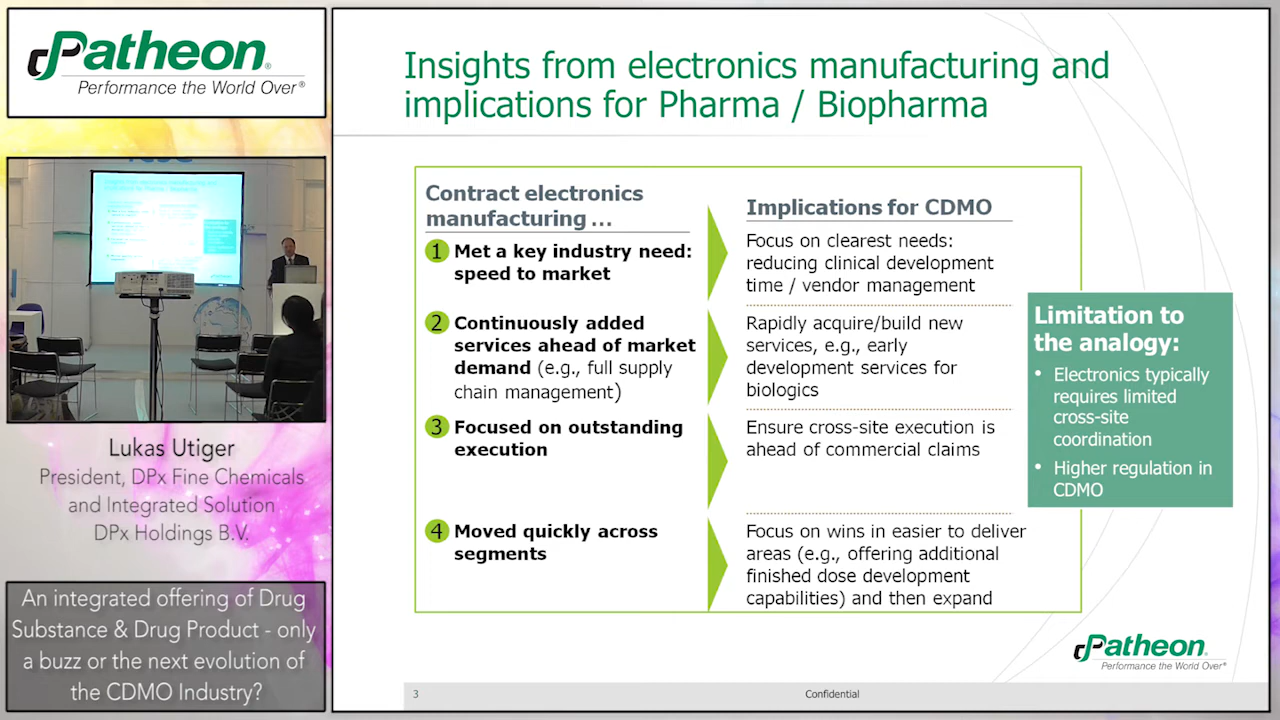 Patheon®
Performance the World Over®
Lukas Utiger
President, DPx Fine Chemicals
and Integrated Solution
DPx Holdings B.V.
An integrated offering of Drug
Substance & Drug Product - only
a buzz or the next evolution of
the CDMO Industry?
Insights from electronics manufacturing and
implications for Pharma / Biopharma
Contract electronics
manufacturing …
Implications for CDMO
1 Met a key industry need:
speed to market
Focus on clearest needs:
reducing clinical development
time / vendor management
2 Continuously added
services ahead of market
demand (e.g., full supply
chain management)
Rapidly acquire/build new
services, e.g., early
development services for
biologics
3 Focused on outstanding
execution
Ensure cross-site execution is
ahead of commercial claims
4 Moved quickly across
segments
Focus on wins in easier to deliver
areas (e.g., offering additional
finished dose development
capabilities) and then expand
Limitation to
the analogy:
• Electronics typically
requires limited
cross-site
coordination
• Higher regulation in
CDMO
Patheon®
Performance the World Over®
3
Confidential